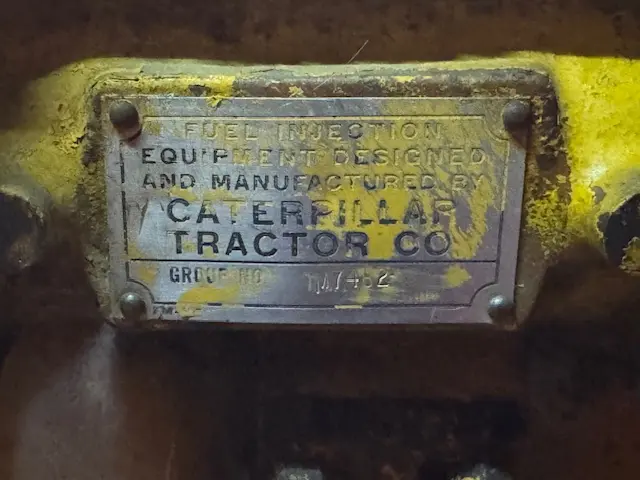 FUEL INJECTION
EQUIPMENT DESIGNED
AND MANUFACTURED BY
CATERPILLAR
TRACTOR CO
GROUP NO